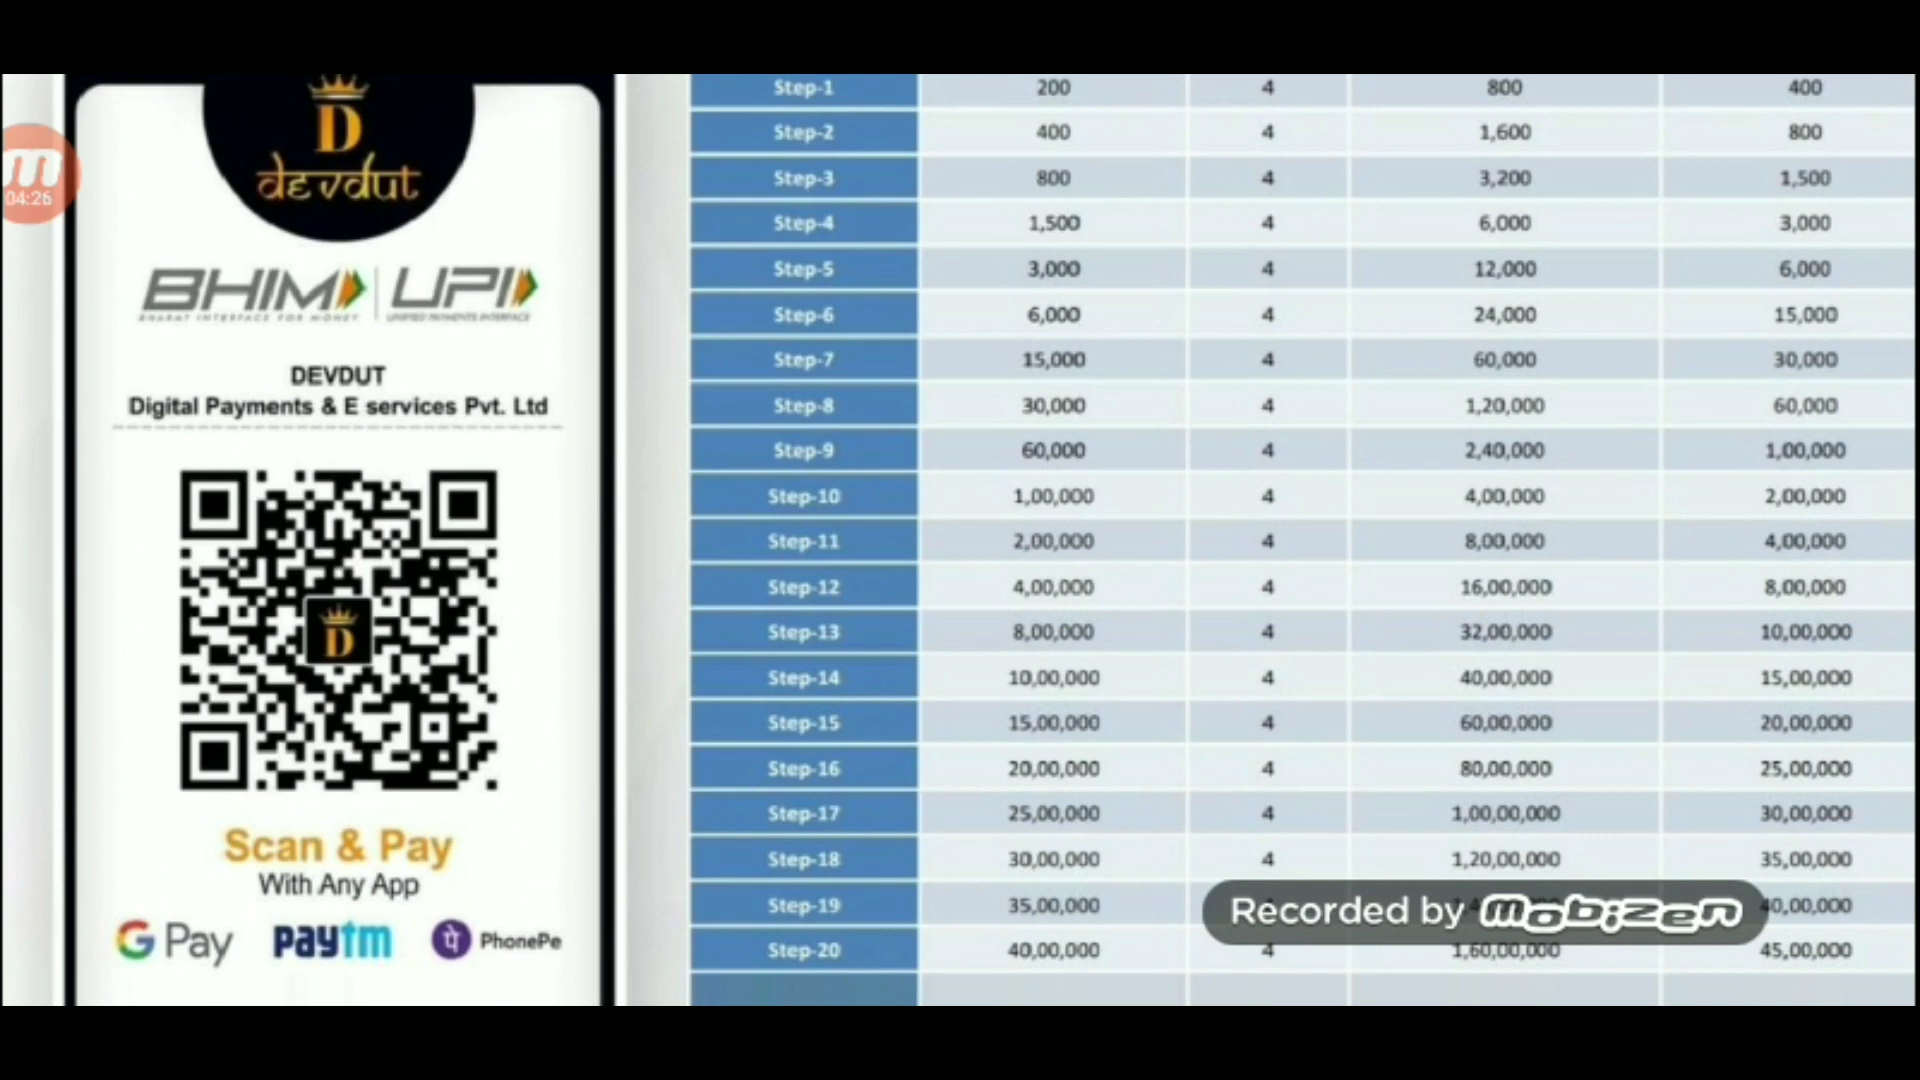 D
devdut
04:26
BHIM UPI
BHARAT INTERFACE FOR MONEY UNIFIED PAYMENTS INTERFACE
DEVDUT
Digital Payments & E services Pvt. Ltd
D
Scan & Pay
With Any App
G Pay paytm पे PhonePe
Step-1 200 4 800 400
Step-2 400 4 1,600 800
Step-3 800 4 3,200 1,500
Step-4 1,500 4 6,000 3,000
Step-5 3,000 4 12,000 6,000
Step-6 6,000 4 24,000 15,000
Step-7 15,000 4 60,000 30,000
Step-8 30,000 4 1,20,000 60,000
Step-9 60,000 4 2,40,000 1,00,000
Step-10 1,00,000 4 4,00,000 2,00,000
Step-11 2,00,000 4 8,00,000 4,00,000
Step-12 4,00,000 4 16,00,000 8,00,000
Step-13 8,00,000 4 32,00,000 10,00,000
Step-14 10,00,000 4 40,00,000 15,00,000
Step-15 15,00,000 4 60,00,000 20,00,000
Step-16 20,00,000 4 80,00,000 25,00,000
Step-17 25,00,000 4 1,00,00,000 30,00,000
Step-18 30,00,000 4 1,20,00,000 35,00,000
Step-19 35,00,000 40,00,000
Recorded by mobizen
Step-20 40,00,000 4 1,60,00,000 45,00,000